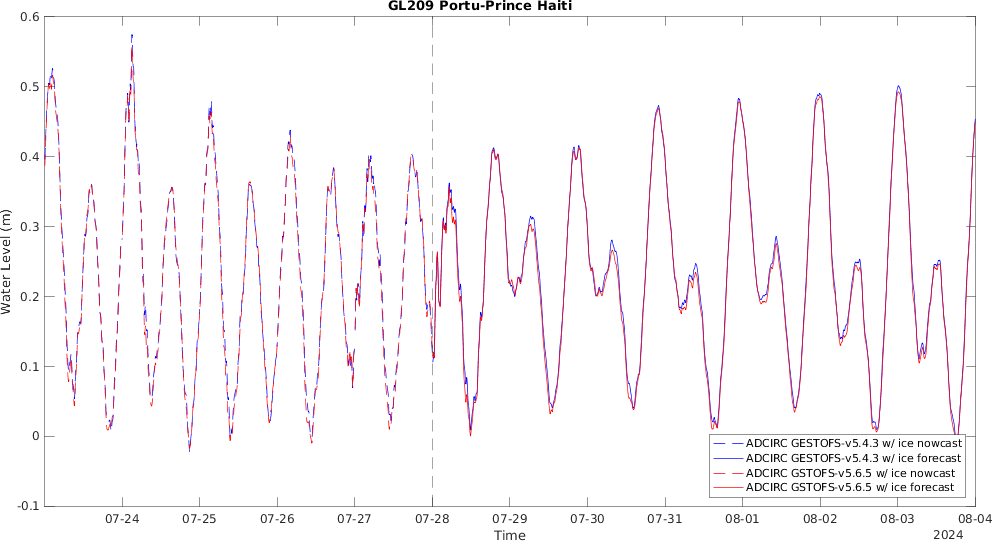 GL209 Portu-Prince Haiti
0.6
0.5
0.4
0.3
0.2
0.1
0
-0.1
Water Level (m)
ADCIRC GESTOFS-v5.4.3 w/ ice nowcast
ADCIRC GESTOFS-v5.4.3 w/ ice forecast
ADCIRC GSTOFS-v5.6.5 w/ ice nowcast
ADCIRC GSTOFS-v5.6.5 w/ ice forecast
07-24 07-25 07-26 07-27 07-28 07-29 07-30 07-31 08-01 08-02 08-03 08-04
Time
2024